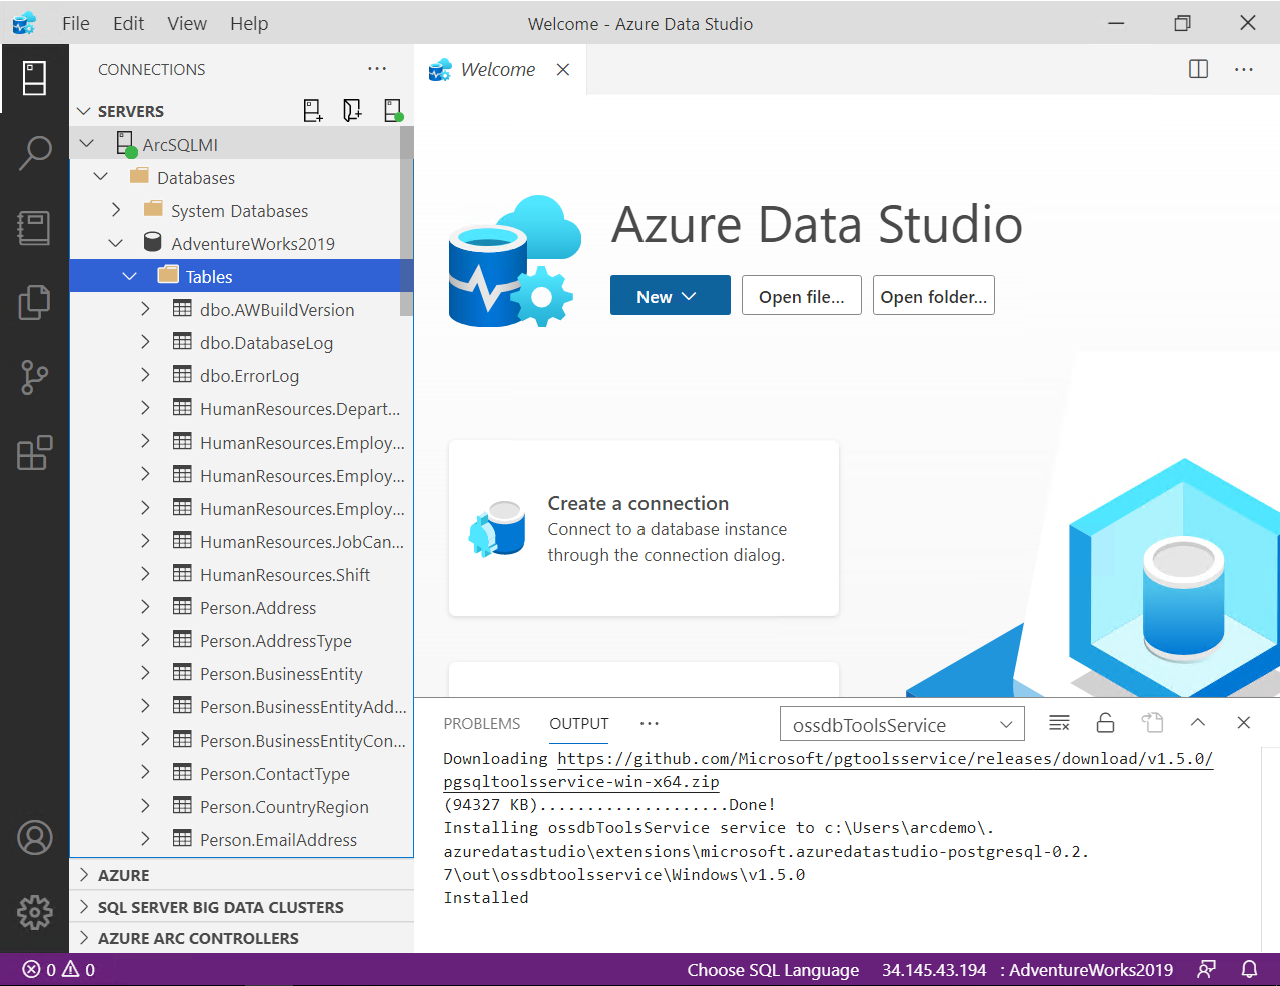 File Edit View Help
Welcome - Azure Data Studio
CONNECTIONS
SERVERS
ArcSQLMI
Databases
System Databases
AdventureWorks2019
Tables
dbo.AWBuildVersion
dbo.DatabaseLog
dbo.ErrorLog
HumanResources.Depart...
HumanResources.Employ...
HumanResources.Employ...
HumanResources.Employ...
HumanResources.JobCan...
HumanResources.Shift
Person.Address
Person.AddressType
Person.BusinessEntity
Person.BusinessEntityAdd...
Person.BusinessEntityCon...
Person.ContactType
Person.CountryRegion
Person.EmailAddress
AZURE
SQL SERVER BIG DATA CLUSTERS
AZURE ARC CONTROLLERS
Welcome
Azure Data Studio
New
Open file...
Open folder...
Create a connection
Connect to a database instance
through the connection dialog.
PROBLEMS OUTPUT
ossdbToolsService
Downloading https://github.com/Microsoft/pgtoolsservice/releases/download/v1.5.0/
pgsqltoolsservice-win-x64.zip
(94327 KB)....................Done!
Installing ossdbToolsService service to c:\Users\arcdemo\.
azuredatastudio\extensions\microsoft.azuredatastudio-postgresql-0.2.
7\out\ossdbtoolsservice\Windows\v1.5.0
Installed
0 0
Choose SQL Language
34.145.43.194 : AdventureWorks2019